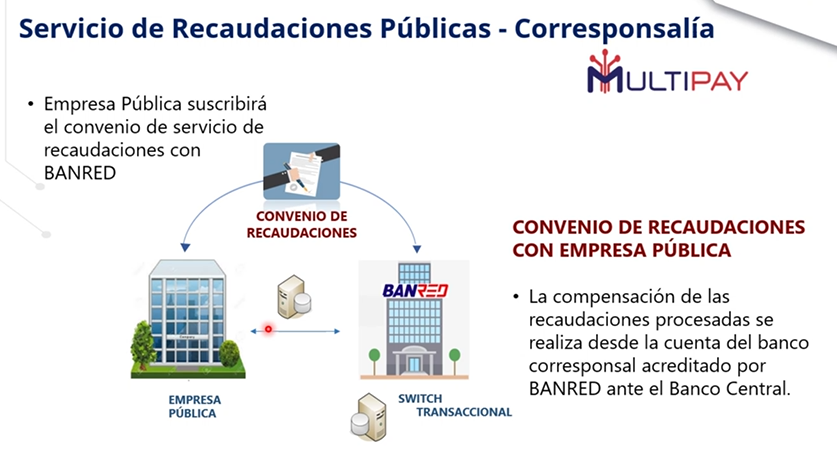 Servicio de Recaudaciones Públicas - Corresponsalía
MULTIPAY
• Empresa Pública suscribirá
el convenio de servicio de
recaudaciones con
BANRED
CONVENIO DE
RECAUDACIONES
CONVENIO DE RECAUDACIONES
CON EMPRESA PÚBLICA
BANRED
• La compensación de las
recaudaciones procesadas se
realiza desde la cuenta del banco
corresponsal acreditado por
BANRED ante el Banco Central.
Company
EMPRESA
PÚBLICA
SWITCH
TRANSACCIONAL